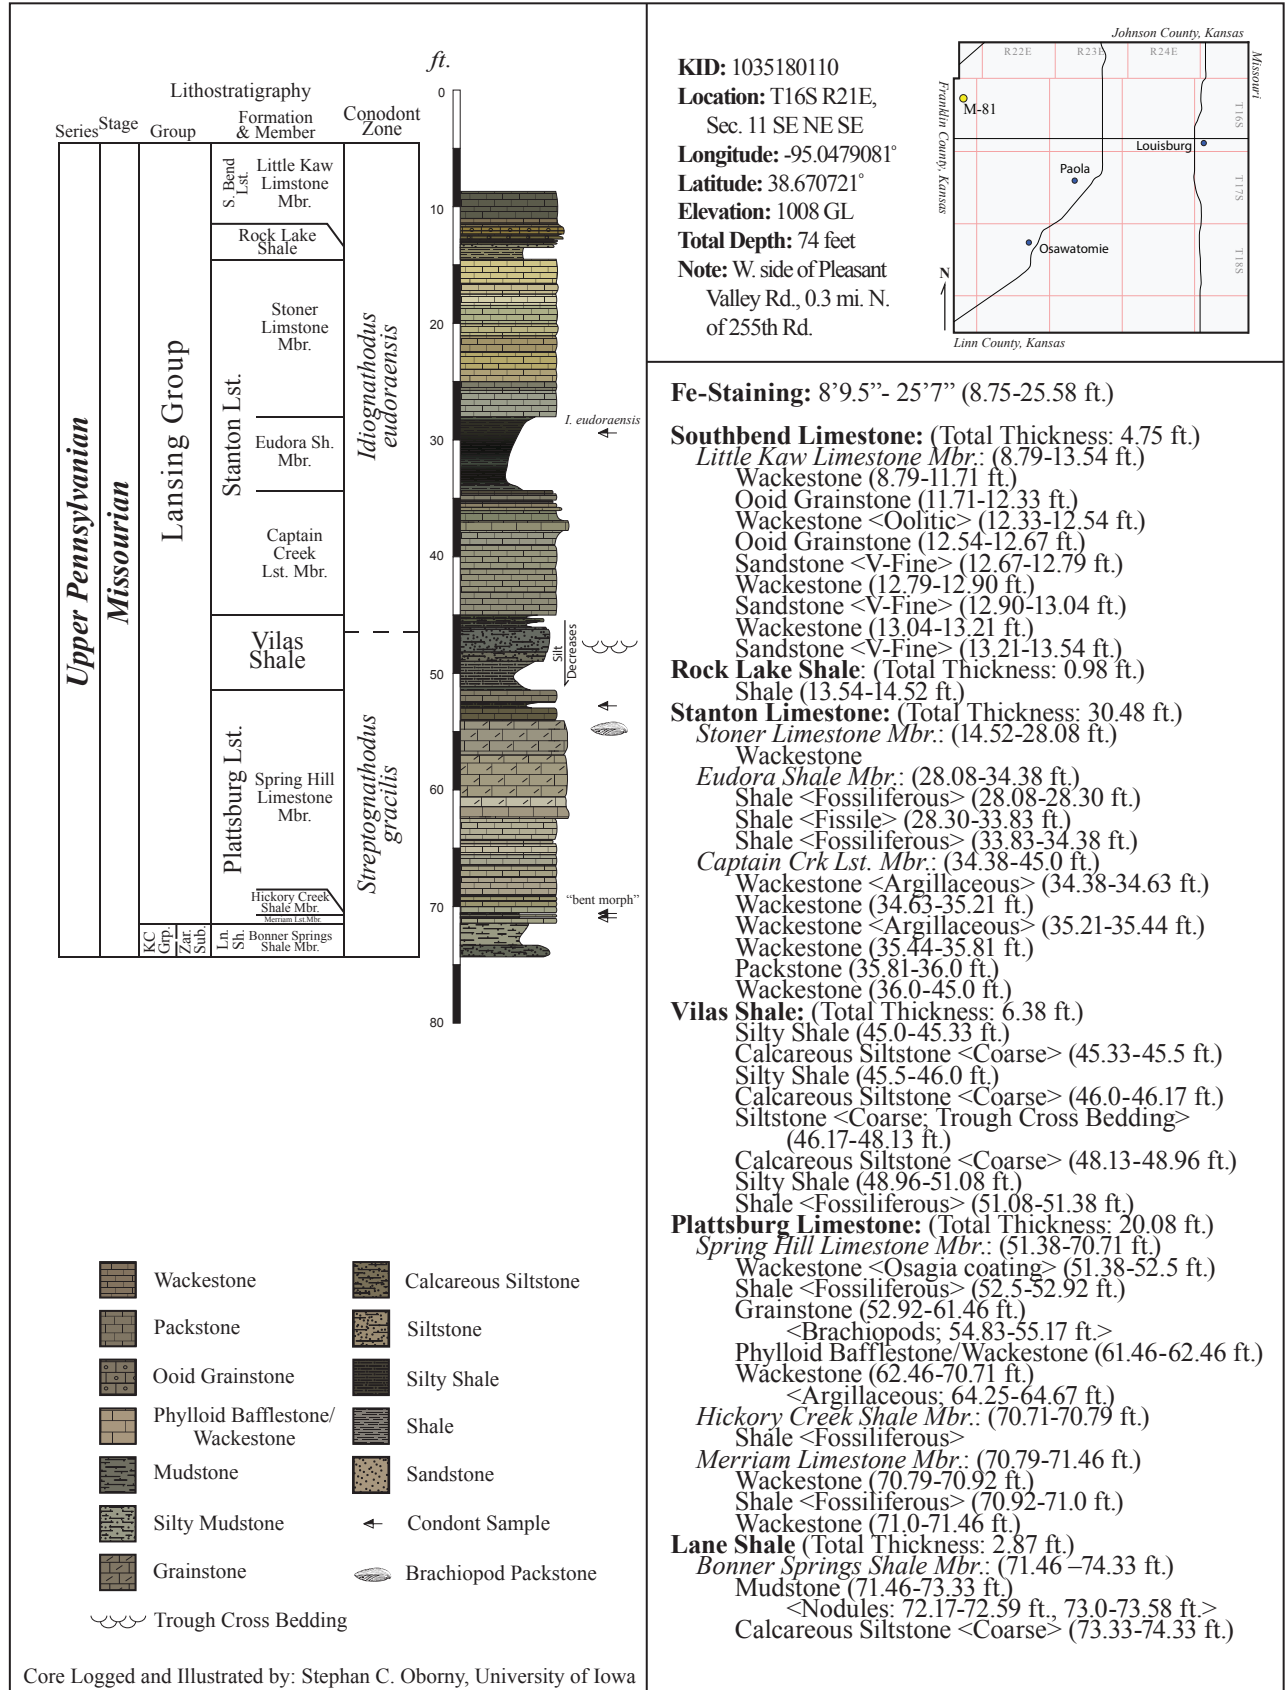 ft.
Lithostratigraphy
Series Stage Group Formation & Member Conodont Zone
Upper Pennsylvanian
Missourian
Lansing Group
KC Grp.
Zar. Sub.
S. Bend Lst.
Little Kaw
Limstone
Mbr.
Rock Lake
Shale
Stanton Lst.
Stoner
Limstone
Mbr.
Eudora Sh.
Mbr.
Captain
Creek
Lst. Mbr.
Vilas
Shale
Plattsburg Lst.
Spring Hill
Limestone
Mbr.
Hickory Creek
Shale Mbr.
Merriam Lst.Mbr.
Ln. Sh.
Bonner Springs
Shale Mbr.
Idiognathodus
eudoraensis
Streptognathodus
gracilis
0
10
20
30
40
50
60
70
80
I. eudoraensis
Silt
Decreases
"bent morph"
Wackestone
Packstone
Ooid Grainstone
Phylloid Bafflestone/
Wackestone
Mudstone
Silty Mudstone
Grainstone
Trough Cross Bedding
Calcareous Siltstone
Siltstone
Silty Shale
Shale
Sandstone
Condont Sample
Brachiopod Packstone
Core Logged and Illustrated by: Stephan C. Oborny, University of Iowa
KID: 1035180110
Location: T16S R21E,
Sec. 11 SE NE SE
Longitude: -95.0479081°
Latitude: 38.670721°
Elevation: 1008 GL
Total Depth: 74 feet
Note: W. side of Pleasant
Valley Rd., 0.3 mi. N.
of 255th Rd.
Johnson County, Kansas
R22E R23E R24E
Missouri
Franklin County, Kansas
M-81
T16S
Louisburg
Paola
T17S
Osawatomie
T18S
N
Linn County, Kansas
Fe-Staining: 8’9.5”- 25’7” (8.75-25.58 ft.)
Southbend Limestone: (Total Thickness: 4.75 ft.)
Little Kaw Limestone Mbr.: (8.79-13.54 ft.)
Wackestone (8.79-11.71 ft.)
Ooid Grainstone (11.71-12.33 ft.)
Wackestone <Oolitic> (12.33-12.54 ft.)
Ooid Grainstone (12.54-12.67 ft.)
Sandstone <V-Fine> (12.67-12.79 ft.)
Wackestone (12.79-12.90 ft.)
Sandstone <V-Fine> (12.90-13.04 ft.)
Wackestone (13.04-13.21 ft.)
Sandstone <V-Fine> (13.21-13.54 ft.)
Rock Lake Shale: (Total Thickness: 0.98 ft.)
Shale (13.54-14.52 ft.)
Stanton Limestone: (Total Thickness: 30.48 ft.)
Stoner Limestone Mbr.: (14.52-28.08 ft.)
Wackestone
Eudora Shale Mbr.: (28.08-34.38 ft.)
Shale <Fossiliferous> (28.08-28.30 ft.)
Shale <Fissile> (28.30-33.83 ft.)
Shale <Fossiliferous> (33.83-34.38 ft.)
Captain Crk Lst. Mbr.: (34.38-45.0 ft.)
Wackestone <Argillaceous> (34.38-34.63 ft.)
Wackestone (34.63-35.21 ft.)
Wackestone <Argillaceous> (35.21-35.44 ft.)
Wackestone (35.44-35.81 ft.)
Packstone (35.81-36.0 ft.)
Wackestone (36.0-45.0 ft.)
Vilas Shale: (Total Thickness: 6.38 ft.)
Silty Shale (45.0-45.33 ft.)
Calcareous Siltstone <Coarse> (45.33-45.5 ft.)
Silty Shale (45.5-46.0 ft.)
Calcareous Siltstone <Coarse> (46.0-46.17 ft.)
Siltstone <Coarse; Trough Cross Bedding>
(46.17-48.13 ft.)
Calcareous Siltstone <Coarse> (48.13-48.96 ft.)
Silty Shale (48.96-51.08 ft.)
Shale <Fossiliferous> (51.08-51.38 ft.)
Plattsburg Limestone: (Total Thickness: 20.08 ft.)
Spring Hill Limestone Mbr.: (51.38-70.71 ft.)
Wackestone <Osagia coating> (51.38-52.5 ft.)
Shale <Fossiliferous> (52.5-52.92 ft.)
Grainstone (52.92-61.46 ft.)
<Brachiopods; 54.83-55.17 ft.>
Phylloid Bafflestone/Wackestone (61.46-62.46 ft.)
Wackestone (62.46-70.71 ft.)
<Argillaceous; 64.25-64.67 ft.)
Hickory Creek Shale Mbr.: (70.71-70.79 ft.)
Shale <Fossiliferous>
Merriam Limestone Mbr.: (70.79-71.46 ft.)
Wackestone (70.79-70.92 ft.)
Shale <Fossiliferous> (70.92-71.0 ft.)
Wackestone (71.0-71.46 ft.)
Lane Shale (Total Thickness: 2.87 ft.)
Bonner Springs Shale Mbr.: (71.46 –74.33 ft.)
Mudstone (71.46-73.33 ft.)
<Nodules: 72.17-72.59 ft., 73.0-73.58 ft.>
Calcareous Siltstone <Coarse> (73.33-74.33 ft.)